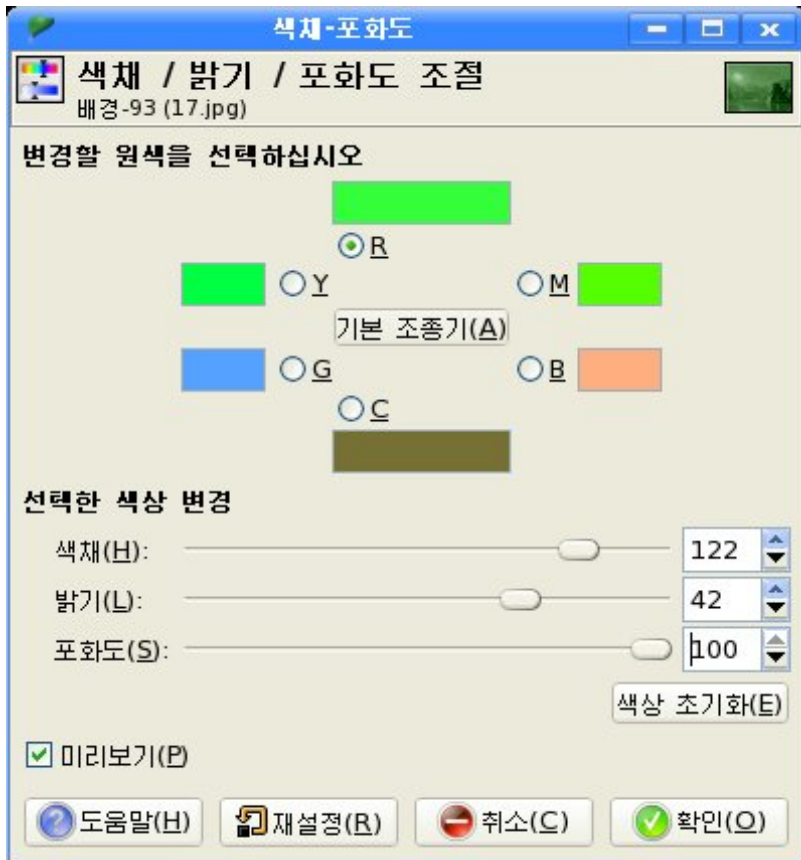 색채-포화도
색채 / 밝기 / 포화도 조절
배경-93 (17.jpg)
변경할 원색을 선택하십시오
R
Y M
기본 조종기(A)
G B
C
선택한 색상 변경
색채(H): 122
밝기(L): 42
포화도(S): 100
색상 초기화(E)
미리보기(P)
도움말(H) 재설정(R) 취소(C) 확인(O)